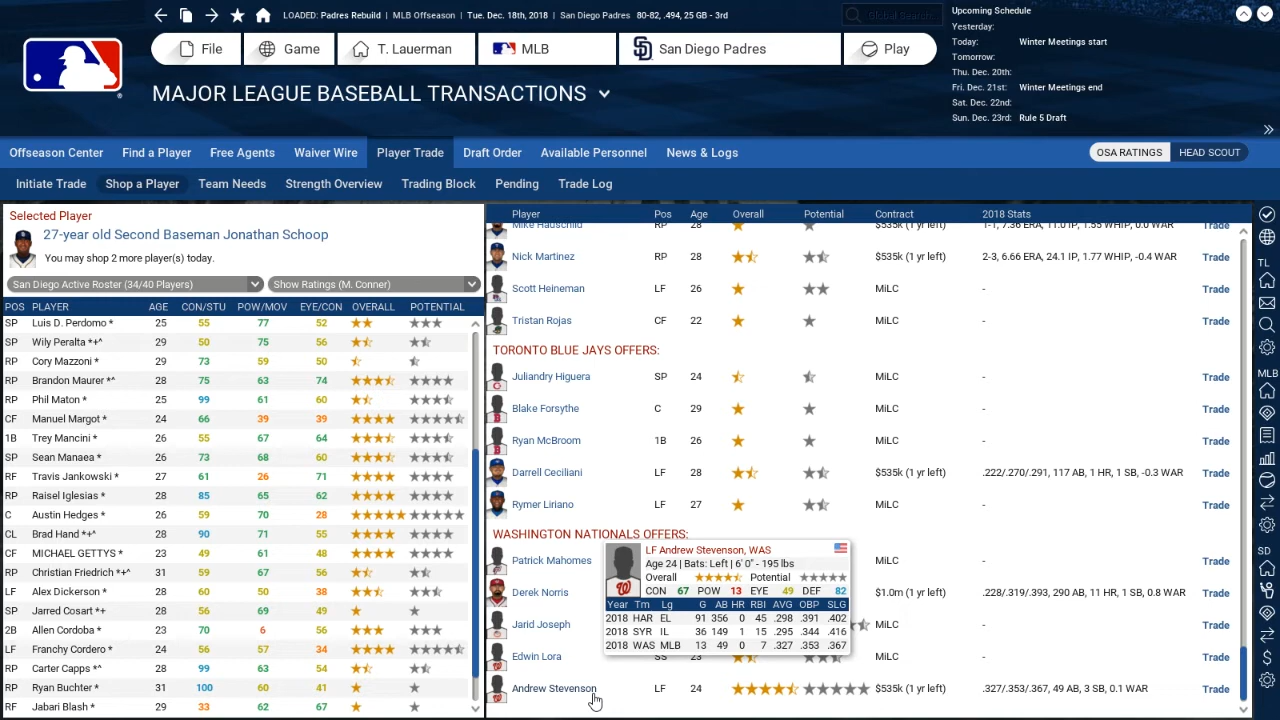 LOADED: Padres Rebuild | MLB Offseason | Tue. Dec. 18th, 2018 | San Diego Padres 80-82, .494, 25 GB - 3rd
Global Search
Upcoming Schedule
Yesterday:
Today: Winter Meetings start
Tomorrow:
Thu. Dec. 20th:
Fri. Dec. 21st: Winter Meetings end
Sat. Dec. 22nd:
Sun. Dec. 23rd: Rule 5 Draft
File Game T. Lauerman MLB San Diego Padres Play
MAJOR LEAGUE BASEBALL TRANSACTIONS
Offseason Center Find a Player Free Agents Waiver Wire Player Trade Draft Order Available Personnel News & Logs
OSA RATINGS HEAD SCOUT
Initiate Trade Shop a Player Team Needs Strength Overview Trading Block Pending Trade Log
Selected Player
27-year old Second Baseman Jonathan Schoop
You may shop 2 more player(s) today.
San Diego Active Roster (34/40 Players) Show Ratings (M. Conner)
POS PLAYER AGE CON/STU POW/MOV EYE/CON OVERALL POTENTIAL
SP Luis D. Perdomo * 25 55 77 52
SP Wily Peralta *+^ 29 50 75 56
RP Cory Mazzoni * 29 73 59 50
RP Brandon Maurer *^ 28 75 63 74
RP Phil Maton * 25 99 61 60
CF Manuel Margot * 24 66 39 39
1B Trey Mancini * 26 55 67 64
SP Sean Manaea * 26 73 68 60
RF Travis Jankowski * 27 61 26 71
RP Raisel Iglesias * 28 85 65 62
C Austin Hedges * 26 59 70 28
CL Brad Hand *+^ 28 90 71 55
CF MICHAEL GETTYS * 23 49 61 48
RP Christian Friedrich *+^ 31 59 67 56
LF Alex Dickerson * 28 60 50 38
SP Jarred Cosart *+ 28 56 69 49
2B Allen Cordoba * 23 70 6 56
LF Franchy Cordero * 24 56 57 34
RP Carter Capps *^ 28 99 63 54
RP Ryan Buchter * 31 100 60 41
RF Jabari Blash * 29 33 62 67
Player Pos Age Overall Potential Contract 2018 Stats
Mike Hauschild RP 28 $535k (1 yr left) 1-1, 7.36 ERA, 11.0 IP, 1.55 WHIP, 0.0 WAR Trade
Nick Martinez RP 28 $535k (1 yr left) 2-3, 6.66 ERA, 24.1 IP, 1.77 WHIP, -0.4 WAR Trade
Scott Heineman LF 26 MiLC - Trade
Tristan Rojas CF 22 MiLC - Trade
TORONTO BLUE JAYS OFFERS:
Juliandry Higuera SP 24 MiLC - Trade
Blake Forsythe C 29 MiLC - Trade
Ryan McBroom 1B 26 MiLC - Trade
Darrell Ceciliani LF 28 $535k (1 yr left) .222/.270/.291, 117 AB, 1 HR, 1 SB, -0.3 WAR Trade
Rymer Liriano LF 27 MiLC - Trade
WASHINGTON NATIONALS OFFERS:
Patrick Mahomes MiLC - Trade
Derek Norris $1.0m (1 yr left) .228/.319/.393, 290 AB, 11 HR, 1 SB, 0.8 WAR Trade
Jarid Joseph MiLC - Trade
Edwin Lora SS 23 MiLC - Trade
Andrew Stevenson LF 24 $535k (1 yr left) .327/.353/.367, 49 AB, 3 SB, 0.1 WAR Trade
LF Andrew Stevenson, WAS
Age 24 | Bats: Left | 6' 0" - 195 lbs
Overall Potential
CON 67 POW 13 EYE 49 DEF 82
Year Tm Lg G AB HR RBI AVG OBP SLG
2018 HAR EL 91 356 0 45 .298 .391 .402
2018 SYR IL 36 149 1 15 .295 .344 .416
2018 WAS MLB 13 49 0 7 .327 .353 .367
TL
MLB
SD